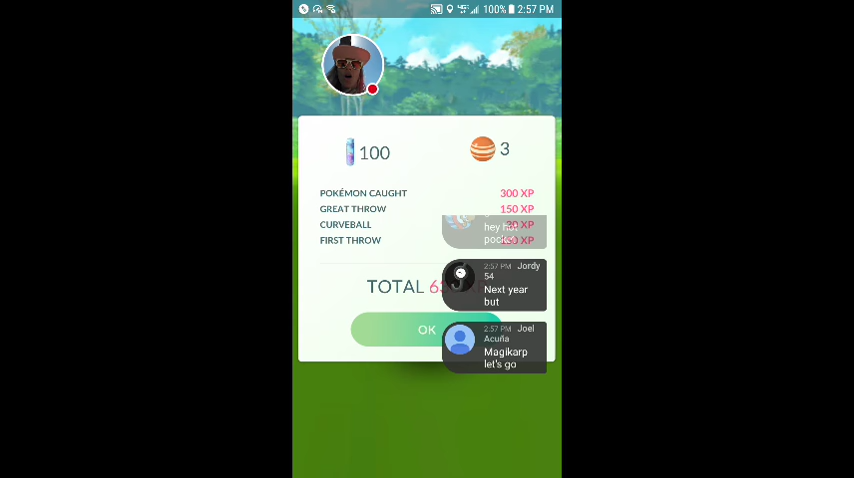 100% 2:57 PM
100
3
POKÉMON CAUGHT 300 XP
GREAT THROW 150 XP
CURVEBALL
FIRST THROW
hey
2:57 PM Jordy
54
Next year
but
TOTAL
OK
2:57 PM Joel
Acuña
Magikarp
let's go